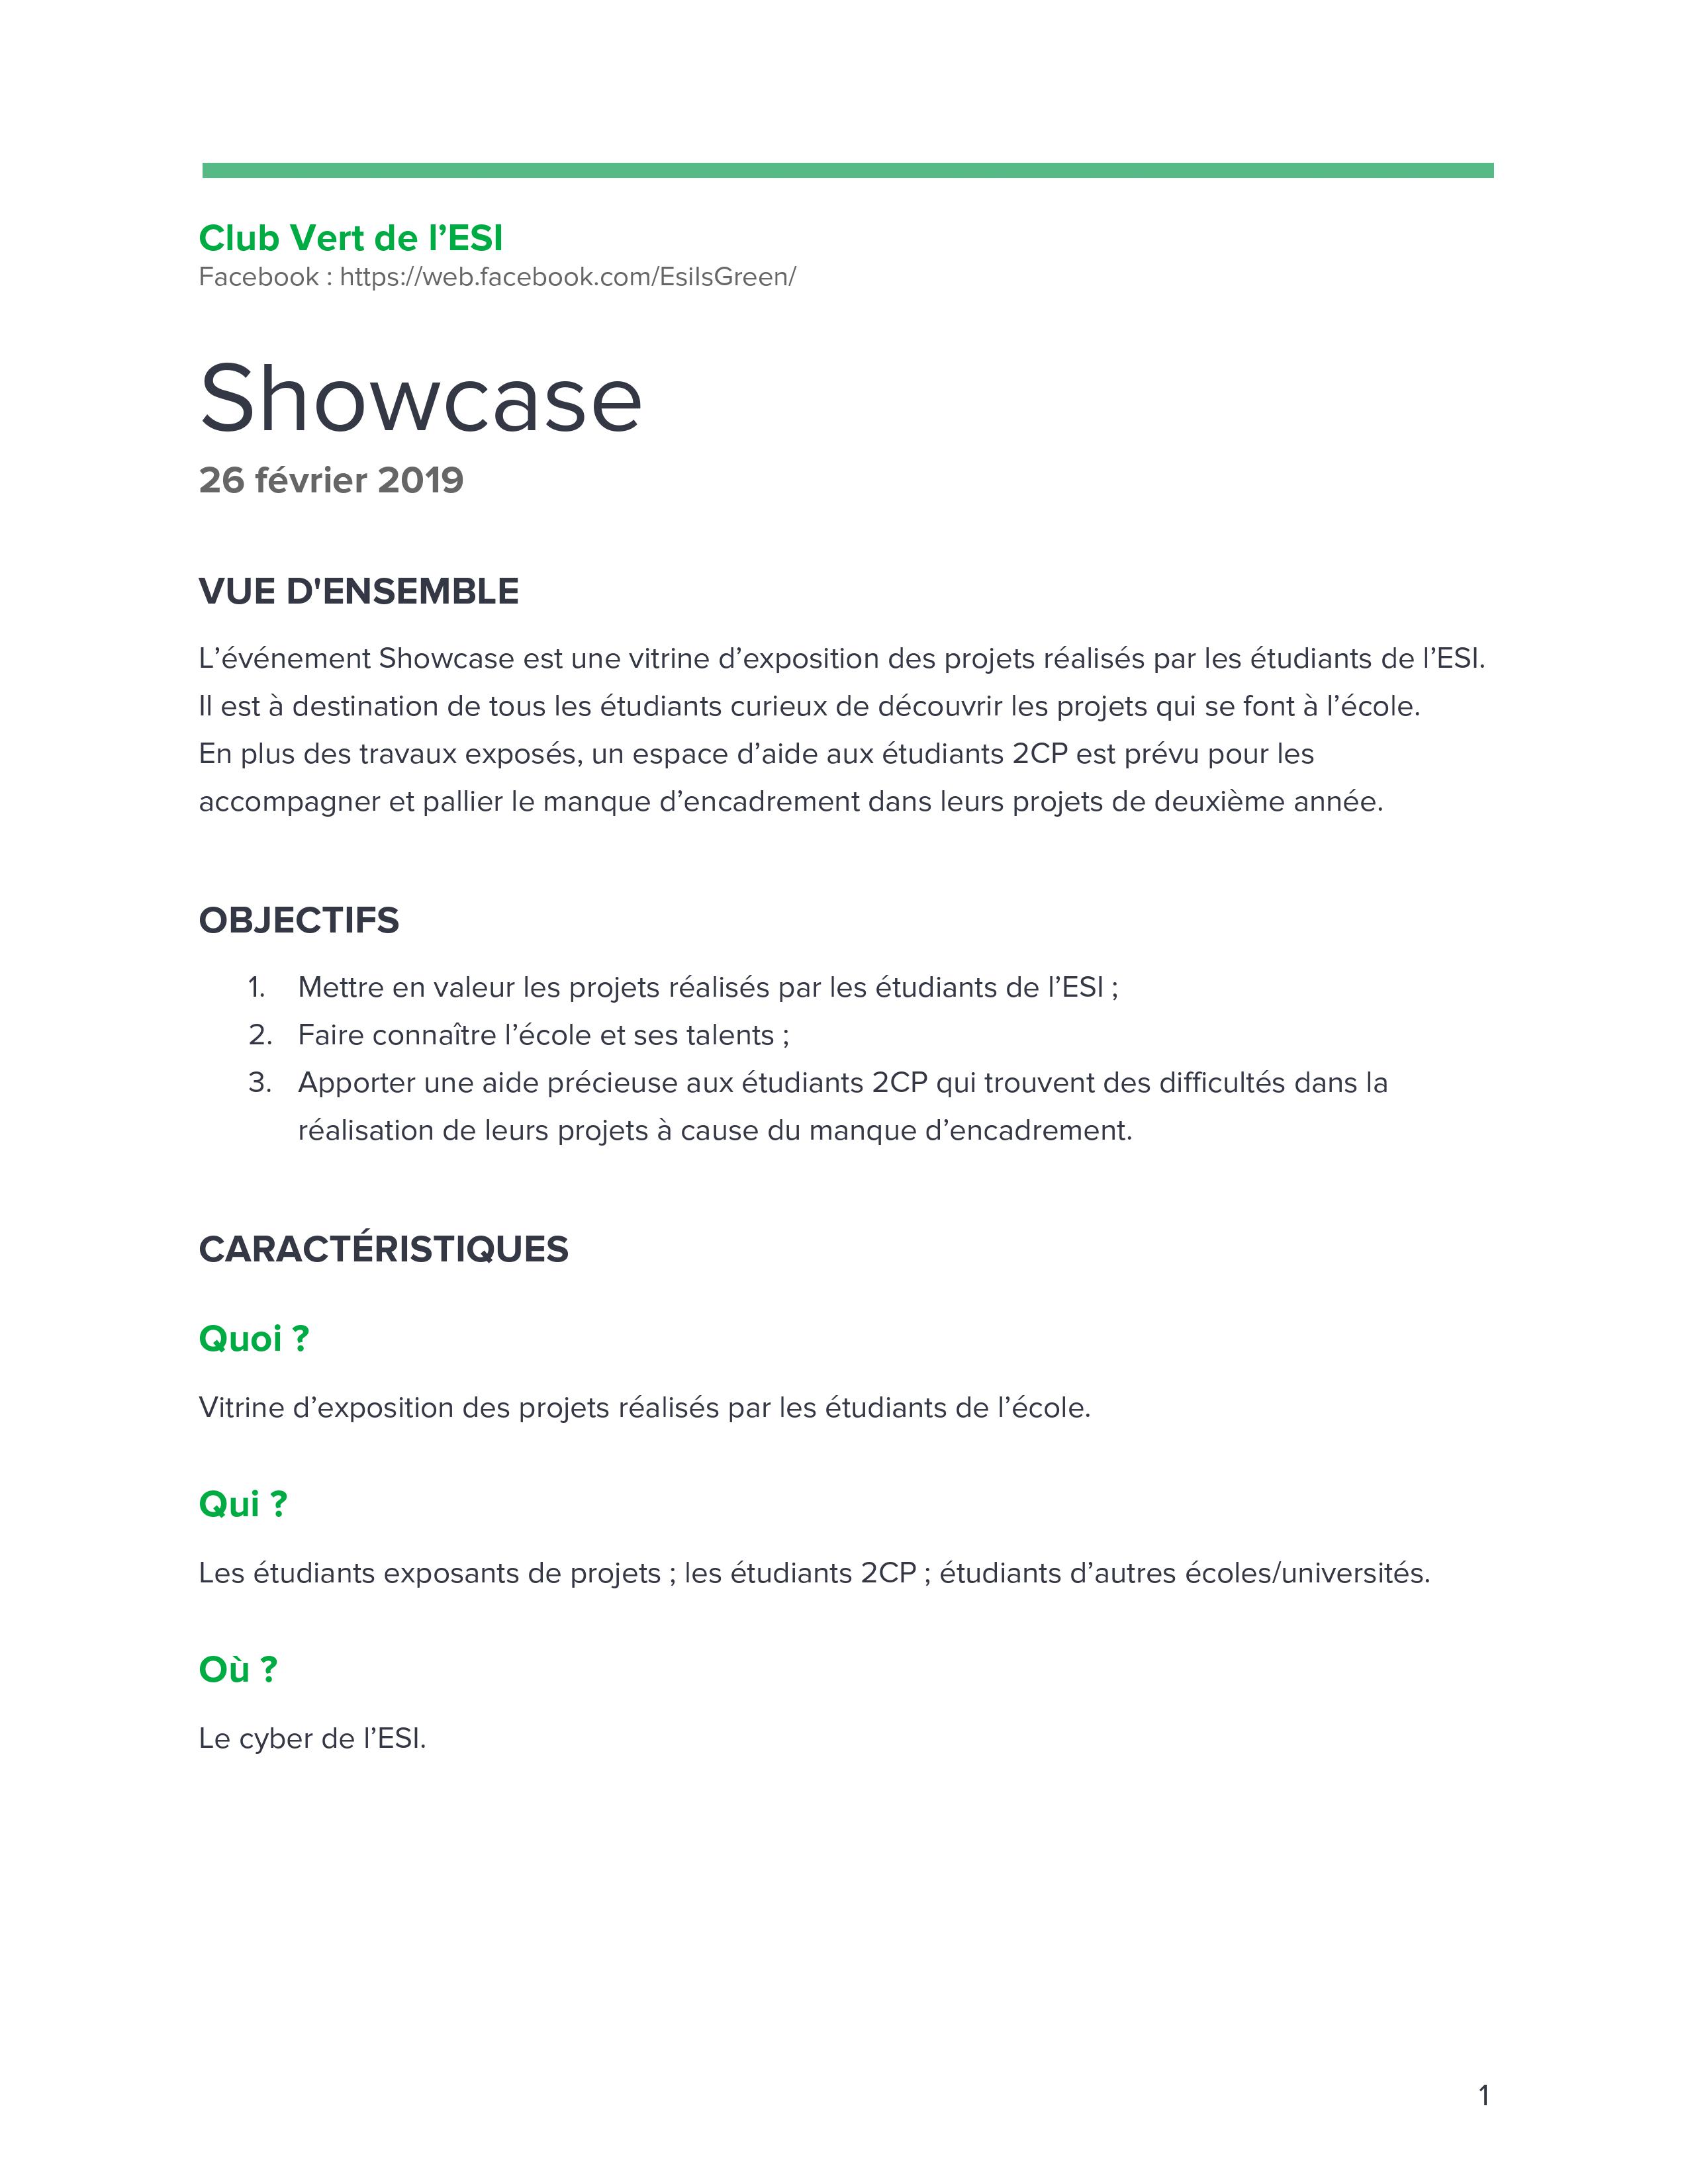 Club Vert de l’ESI
Facebook : https://web.facebook.com/EsiIsGreen/
Showcase
26 février 2019
VUE D'ENSEMBLE
L’événement Showcase est une vitrine d’exposition des projets réalisés par les étudiants de l’ESI.
Il est à destination de tous les étudiants curieux de découvrir les projets qui se font à l’école.
En plus des travaux exposés, un espace d’aide aux étudiants 2CP est prévu pour les
accompagner et pallier le manque d’encadrement dans leurs projets de deuxième année.
OBJECTIFS
1. Mettre en valeur les projets réalisés par les étudiants de l’ESI ;
2. Faire connaître l’école et ses talents ;
3. Apporter une aide précieuse aux étudiants 2CP qui trouvent des difficultés dans la
réalisation de leurs projets à cause du manque d’encadrement.
CARACTÉRISTIQUES
Quoi ?
Vitrine d’exposition des projets réalisés par les étudiants de l’école.
Qui ?
Les étudiants exposants de projets ; les étudiants 2CP ; étudiants d’autres écoles/universités.
Où ?
Le cyber de l’ESI.
1